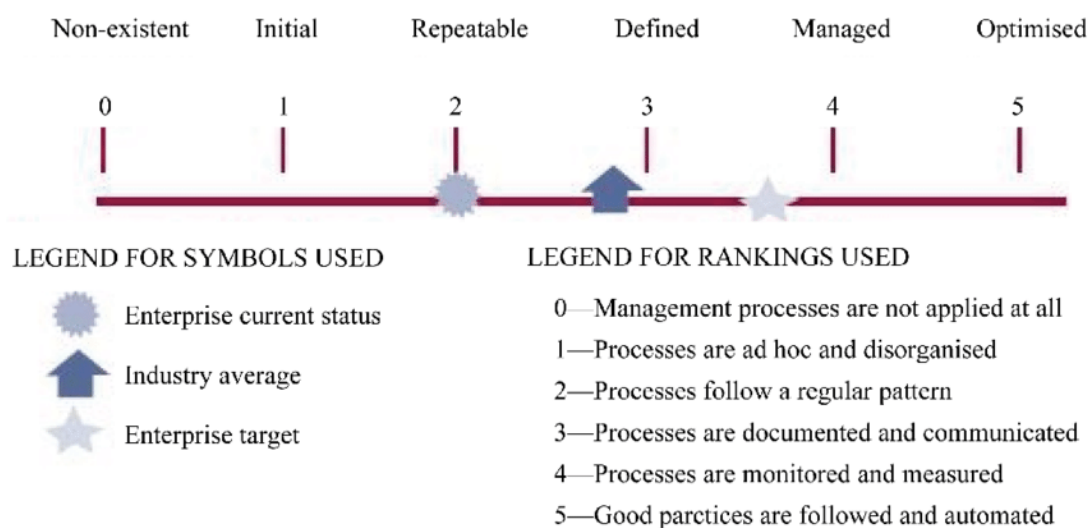 Non-existent Initial Repeatable Defined Managed Optimised
0 1 2 3 4 5
LEGEND FOR SYMBOLS USED
Enterprise current status
Industry average
Enterprise target
LEGEND FOR RANKINGS USED
0—Management processes are not applied at all
1—Processes are ad hoc and disorganised
2—Processes follow a regular pattern
3—Processes are documented and communicated
4—Processes are monitored and measured
5—Good parctices are followed and automated